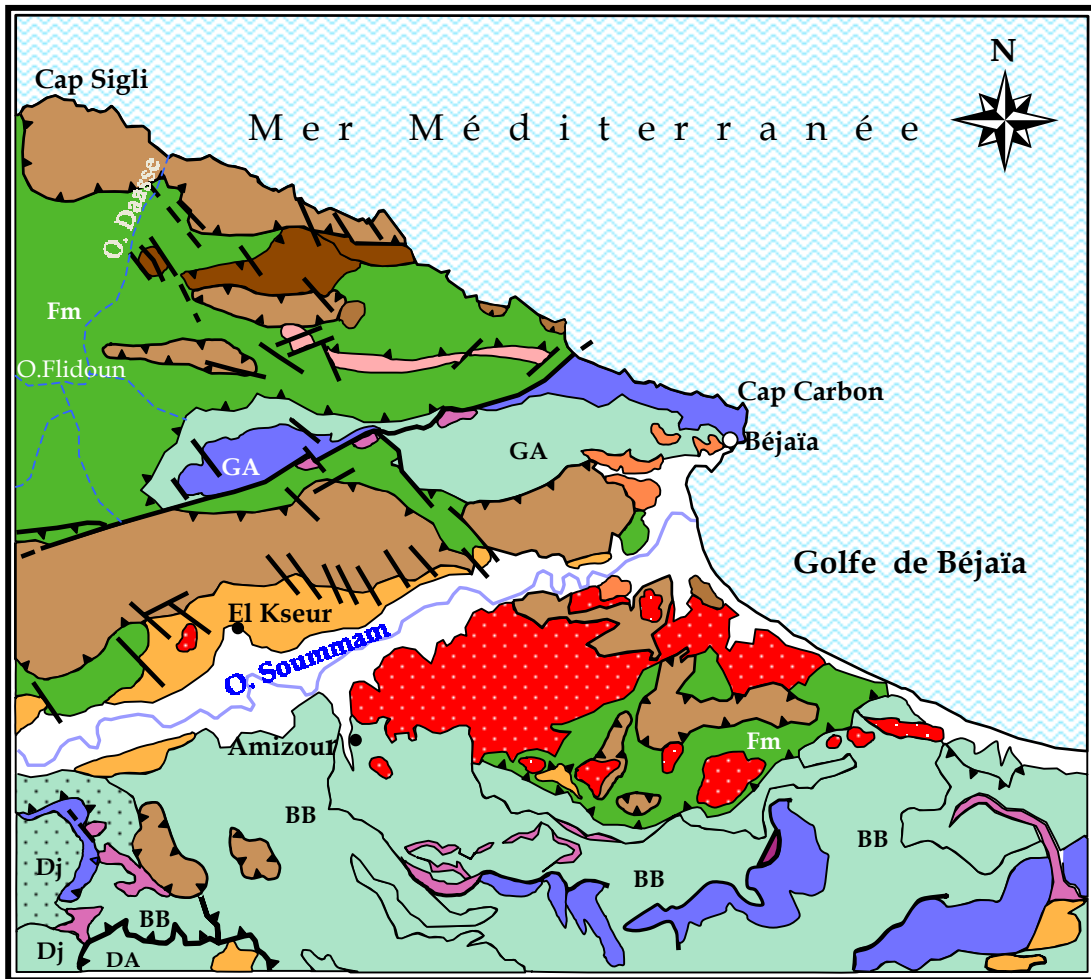 N
Cap Sigli
Mer Méditerranée
O. Daasse
Fm
O.Flidoun
Cap Carbon
Béjaïa
GA
GA
Golfe de Béjaïa
El Kseur
O. Soummam
Amizour
Fm
BB
BB
BB
Dj
BB
Dj
DA